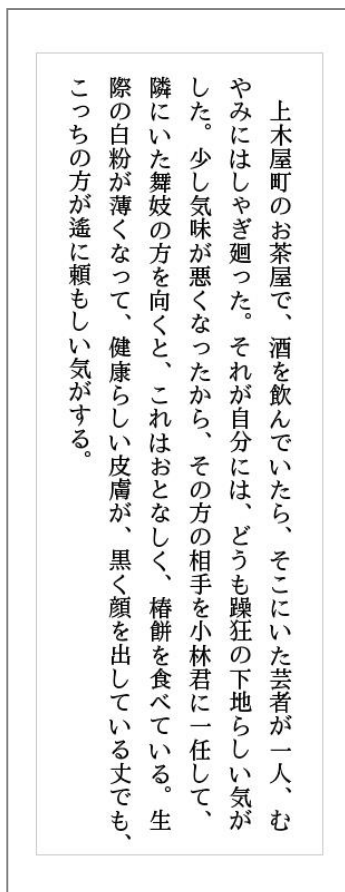 上木屋町のお茶屋で、酒を飲んでいたら、そこにいた芸者が一人、む
やみにはしゃぎ廻った。それが自分には、どうも躁狂の下地らしい気が
した。少し気味が悪くなったから、その方の相手を小林君に一任して、
隣にいた舞妓の方を向くと、これはおとなしく、椿餅を食べている。生
際の白粉が薄くなって、健康らしい皮膚が、黒く顔を出している丈でも、
こっちの方が遙に頼もしい気がする。